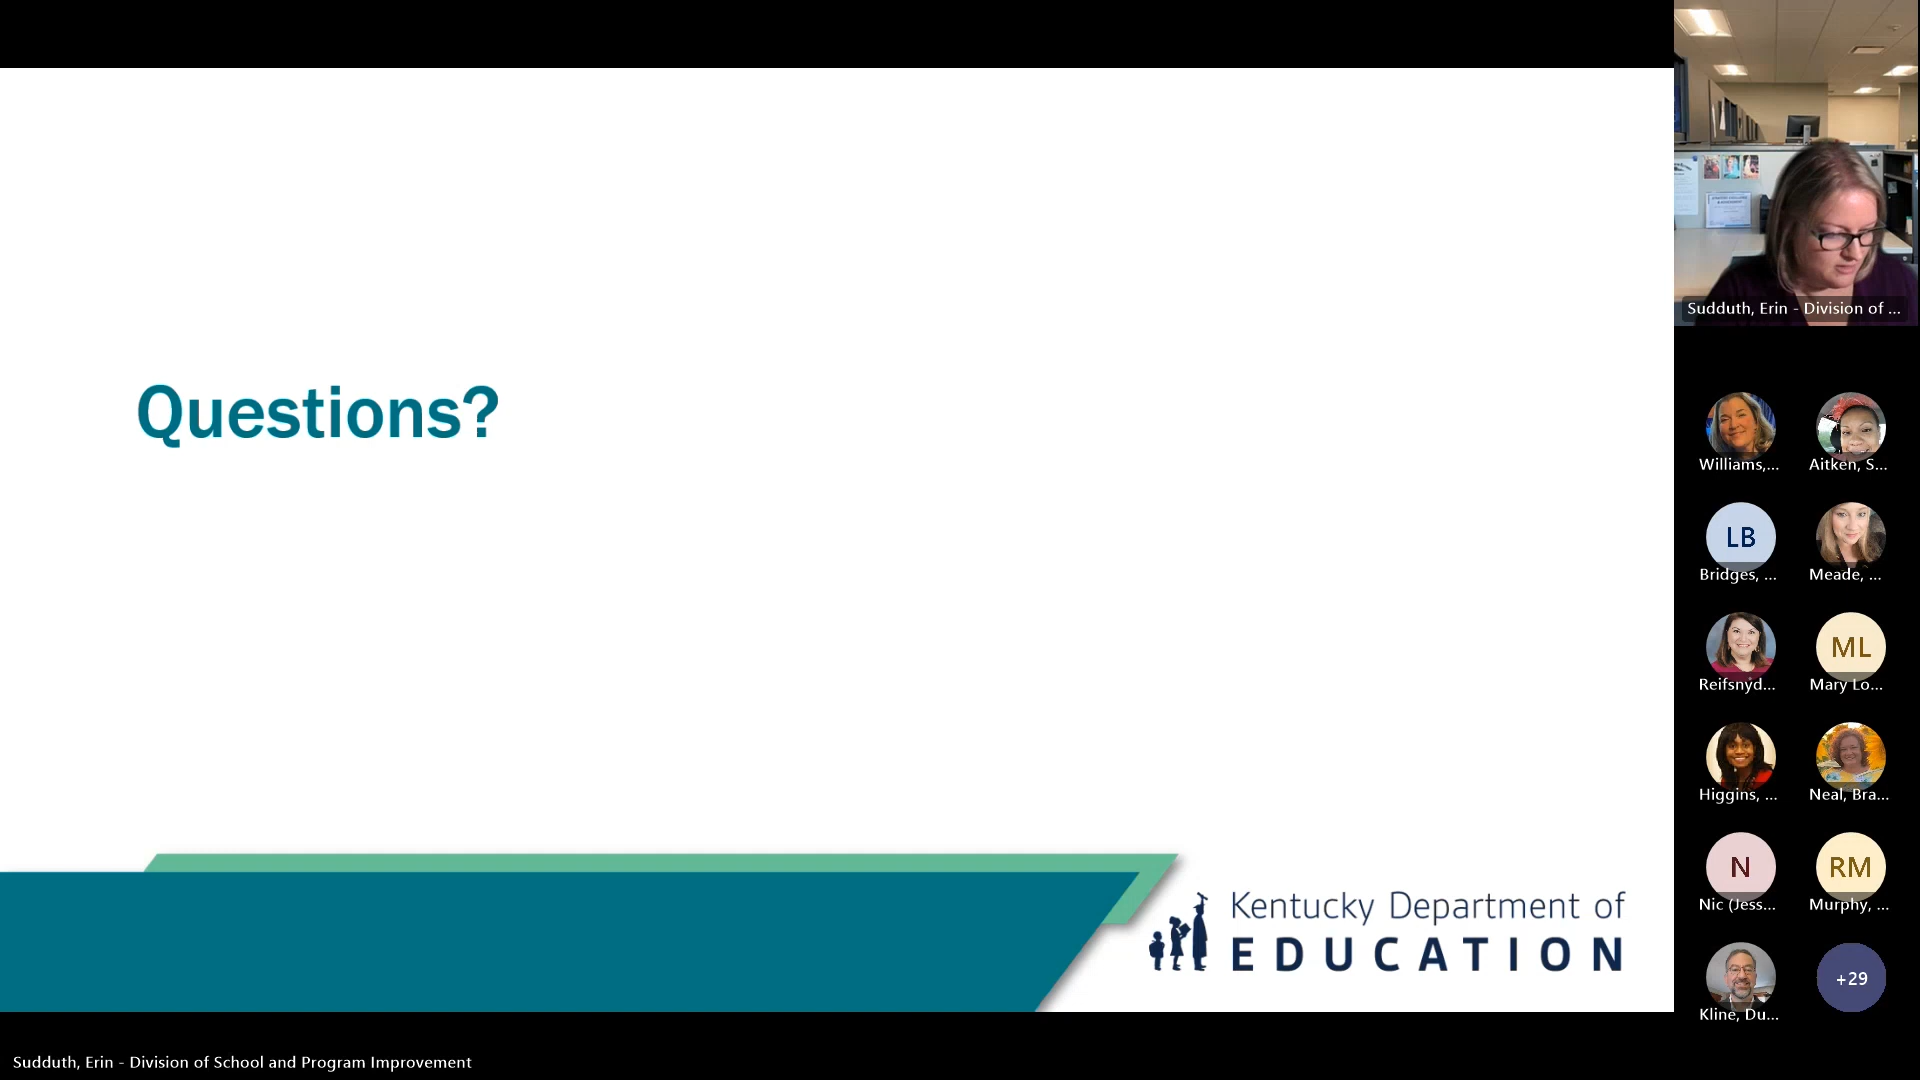 Questions?
Kentucky Department of
EDUCATION
Sudduth, Erin - Division of ...
Williams,...
Aitken, S...
LB
Bridges, ...
Meade, ...
Reifsnyd...
ML
Mary Lo...
Higgins, ...
Neal, Bra...
N
Nic (Jess...
RM
Murphy, ...
Kline, Du...
+29
Sudduth, Erin - Division of School and Program Improvement